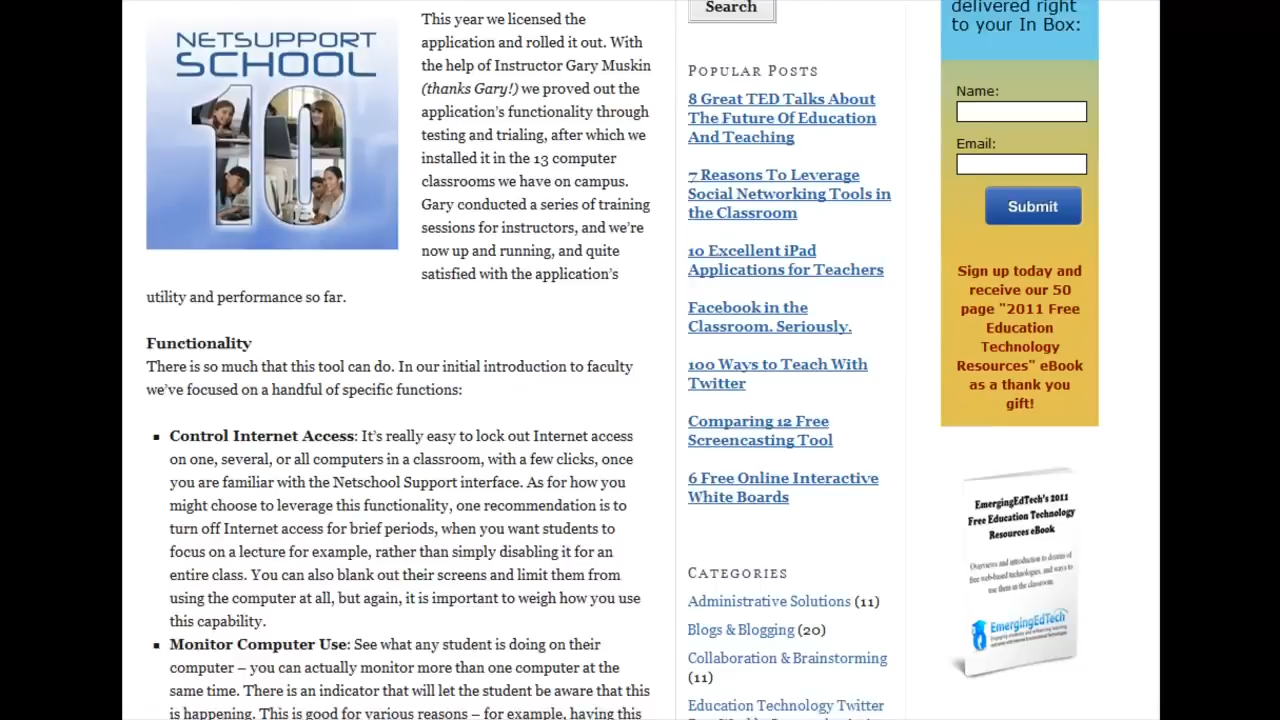 NETSUPPORT
SCHOOL
10
This year we licensed the
application and rolled it out. With
the help of Instructor Gary Muskin
(thanks Gary!) we proved out the
application's functionality through
testing and trialing, after which we
installed it in the 13 computer
classrooms we have on campus.
Gary conducted a series of training
sessions for instructors, and we're
now up and running, and quite
satisfied with the application's
utility and performance so far.
Functionality
There is so much that this tool can do. In our initial introduction to faculty
we've focused on a handful of specific functions:
▪ Control Internet Access: It's really easy to lock out Internet access
on one, several, or all computers in a classroom, with a few clicks, once
you are familiar with the Netschool Support interface. As for how you
might choose to leverage this functionality, one recommendation is to
turn off Internet access for brief periods, when you want students to
focus on a lecture for example, rather than simply disabling it for an
entire class. You can also blank out their screens and limit them from
using the computer at all, but again, it is important to weigh how you use
this capability.
▪ Monitor Computer Use: See what any student is doing on their
computer – you can actually monitor more than one computer at the
same time. There is an indicator that will let the student be aware that this
is happening. This is good for various reasons – for example, having this
Search
POPULAR POSTS
8 Great TED Talks About
The Future Of Education
And Teaching
7 Reasons To Leverage
Social Networking Tools in
the Classroom
10 Excellent iPad
Applications for Teachers
Facebook in the
Classroom. Seriously.
100 Ways to Teach With
Twitter
Comparing 12 Free
Screencasting Tool
6 Free Online Interactive
White Boards
CATEGORIES
Administrative Solutions (11)
Blogs & Blogging (20)
Collaboration & Brainstorming
(11)
Education Technology Twitter
delivered right
to your In Box:
Name:
Email:
Submit
Sign up today and
receive our 50
page "2011 Free
Education
Technology
Resources" eBook
as a thank you
gift!
EmergingEdTech's 2011
Free Education Technology
Resources eBook
Overviews and introduction to dozens of
free web-based technologies, and ways to
use them in the classroom.
EmergingEdTech